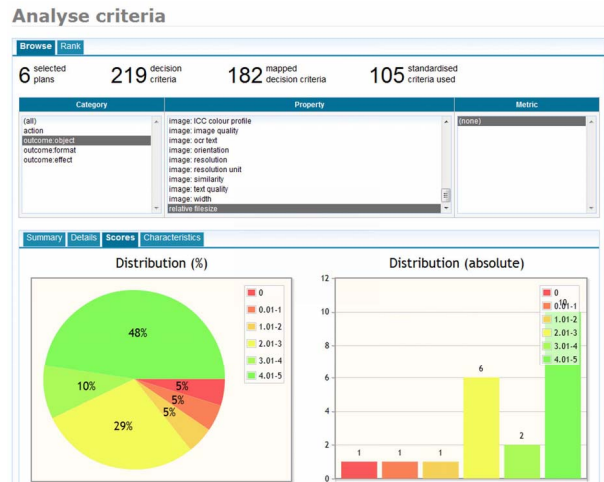 Analyse criteria
Browse Rank
6 selected plans 219 decision criteria 182 mapped decision criteria 105 standardised criteria used
Category Property Metric
(all)
action
outcome:object
outcome:format
outcome:effect
image: ICC colour profile
image: image quality
image: ocr text
image: orientation
image: resolution
image: resolution unit
image: similarity
image: text quality
image: width
relative filesize
(none)
Summary Details Scores Characteristics
Distribution (%)
48%
10%
29%
5%
5%
5%
0
0.01-1
1.01-2
2.01-3
3.01-4
4.01-5
Distribution (absolute)
12
10
8
6
4
2
0
1
1
1
6
2
10
0
0.01-1
1.01-2
2.01-3
3.01-4
4.01-5